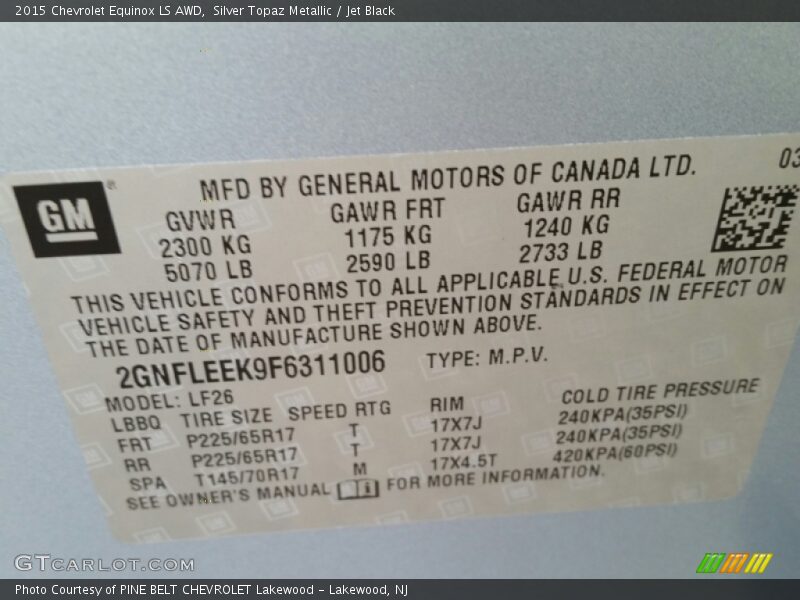 2015 Chevrolet Equinox LS AWD,  Silver Topaz Metallic / Jet Black
03
MFD BY GENERAL MOTORS OF CANADA LTD.
GM®
GVWR GAWR FRT GAWR RR
2300 KG 1175 KG 1240 KG
5070 LB 2590 LB 2733 LB
THIS VEHICLE CONFORMS TO ALL APPLICABLE U.S. FEDERAL MOTOR
VEHICLE SAFETY AND THEFT PREVENTION STANDARDS IN EFFECT ON
THE DATE OF MANUFACTURE SHOWN ABOVE.
2GNFLEEK9F6311006 TYPE: M.P.V.
MODEL: LF26
LBBQ TIRE SIZE SPEED RTG RIM COLD TIRE PRESSURE
FRT P225/65R17 T 17X7J 240KPA(35PSI)
RR P225/65R17 T 17X7J 240KPA(35PSI)
SPA T145/70R17 M 17X4.5T 420KPA(60PSI)
SEE OWNER'S MANUAL FOR MORE INFORMATION.
GTCarLot.com
Photo Courtesy of PINE BELT CHEVROLET Lakewood - Lakewood, NJ